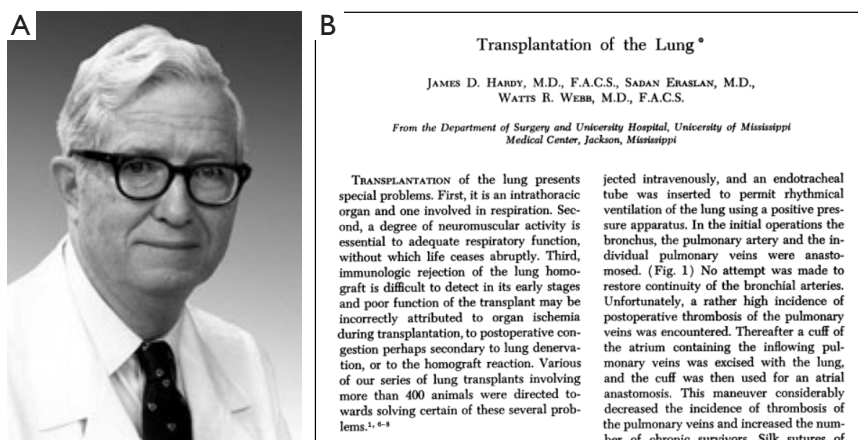 A
B
Transplantation of the Lung *
JAMES D. HARDY, M.D., F.A.C.S., SADAN ERASLAN, M.D.,
WATTS R. WEBB, M.D., F.A.C.S.
From the Department of Surgery and University Hospital, University of Mississippi
Medical Center, Jackson, Mississippi
TRANSPLANTATION of the lung presents
special problems. First, it is an intrathoracic
organ and one involved in respiration. Sec-
ond, a degree of neuromuscular activity is
essential to adequate respiratory function,
without which life ceases abruptly. Third,
immunologic rejection of the lung homo-
graft is difficult to detect in its early stages
and poor function of the transplant may be
incorrectly attributed to organ ischemia
during transplantation, to postoperative con-
gestion perhaps secondary to lung denerva-
tion, or to the homograft reaction. Various
of our series of lung transplants involving
more than 400 animals were directed to-
wards solving certain of these several prob-
lems.1, 6-8
jected intravenously, and an endotracheal
tube was inserted to permit rhythmical
ventilation of the lung using a positive pres-
sure apparatus. In the initial operations the
bronchus, the pulmonary artery and the in-
dividual pulmonary veins were anasto-
mosed. (Fig. 1) No attempt was made to
restore continuity of the bronchial arteries.
Unfortunately, a rather high incidence of
postoperative thrombosis of the pulmonary
veins was encountered. Thereafter a cuff of
the atrium containing the inflowing pul-
monary veins was excised with the lung,
and the cuff was then used for an atrial
anastomosis. This maneuver considerably
decreased the incidence of thrombosis of
the pulmonary veins and increased the num-
ber of chronic survivors. Silk sutures of